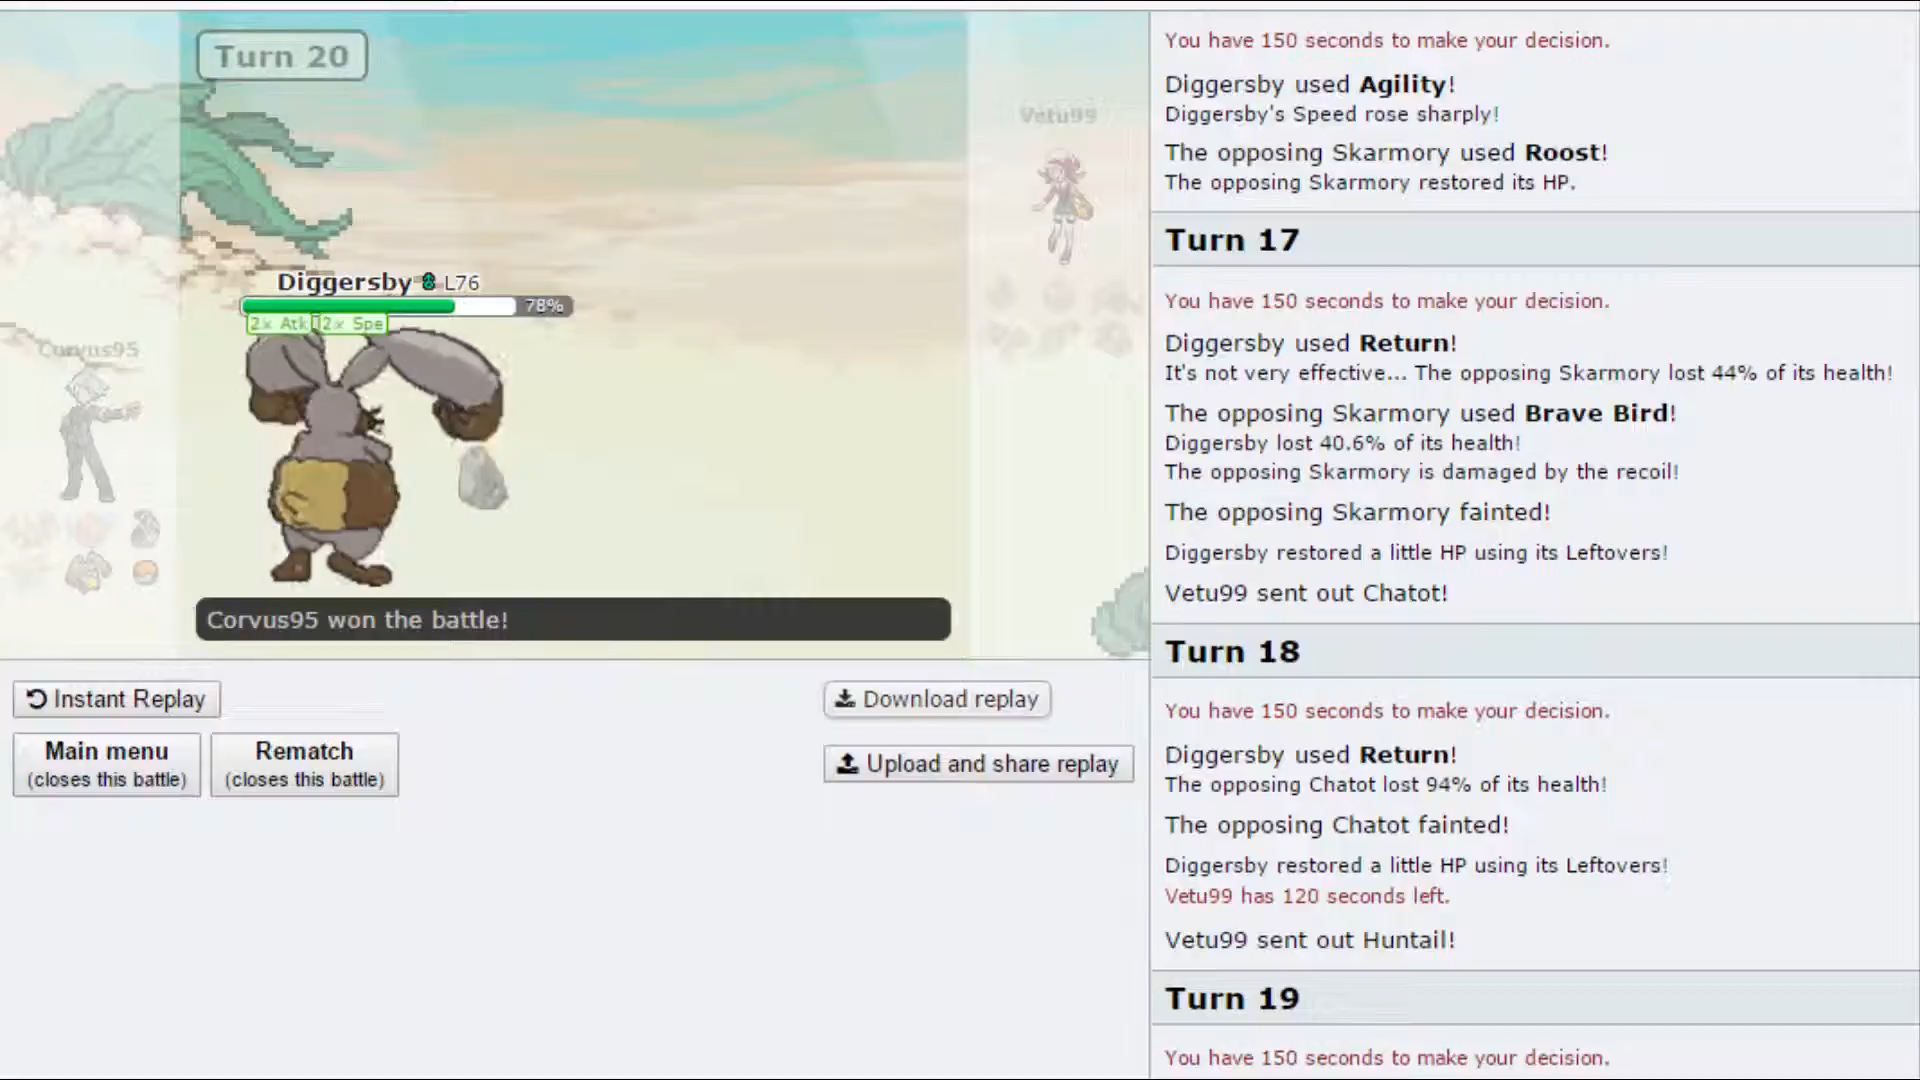 Turn 20
Vetu99
Diggersby L76
78%
2x Atk 2x Spe
Corvus95
Corvus95 won the battle!
Instant Replay
Download replay
Main menu
(closes this battle)
Rematch
(closes this battle)
Upload and share replay
You have 150 seconds to make your decision.
Diggersby used Agility!
Diggersby's Speed rose sharply!
The opposing Skarmory used Roost!
The opposing Skarmory restored its HP.
Turn 17
You have 150 seconds to make your decision.
Diggersby used Return!
It's not very effective... The opposing Skarmory lost 44% of its health!
The opposing Skarmory used Brave Bird!
Diggersby lost 40.6% of its health!
The opposing Skarmory is damaged by the recoil!
The opposing Skarmory fainted!
Diggersby restored a little HP using its Leftovers!
Vetu99 sent out Chatot!
Turn 18
You have 150 seconds to make your decision.
Diggersby used Return!
The opposing Chatot lost 94% of its health!
The opposing Chatot fainted!
Diggersby restored a little HP using its Leftovers!
Vetu99 has 120 seconds left.
Vetu99 sent out Huntail!
Turn 19
You have 150 seconds to make your decision.